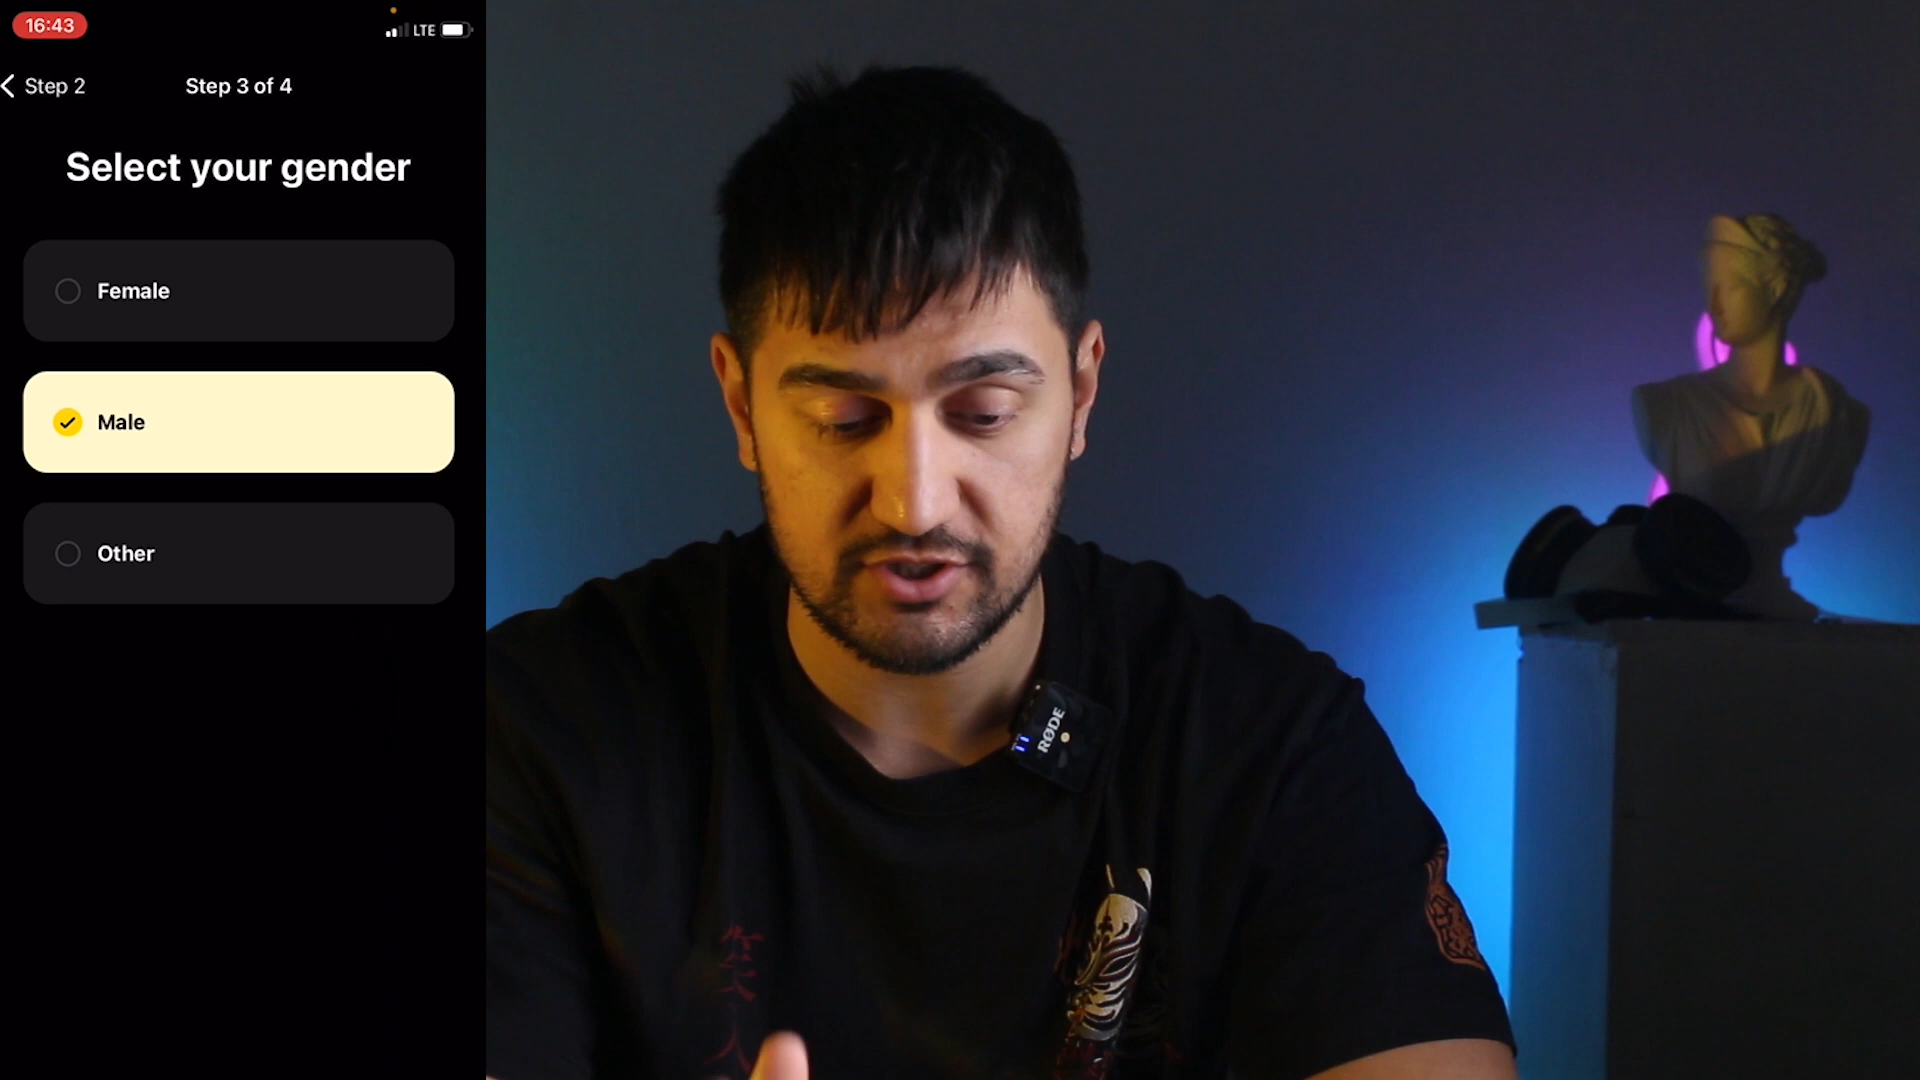 16:43
LTE
Step 2
Step 3 of 4
Select your gender
Female
Male
Other
RØDE